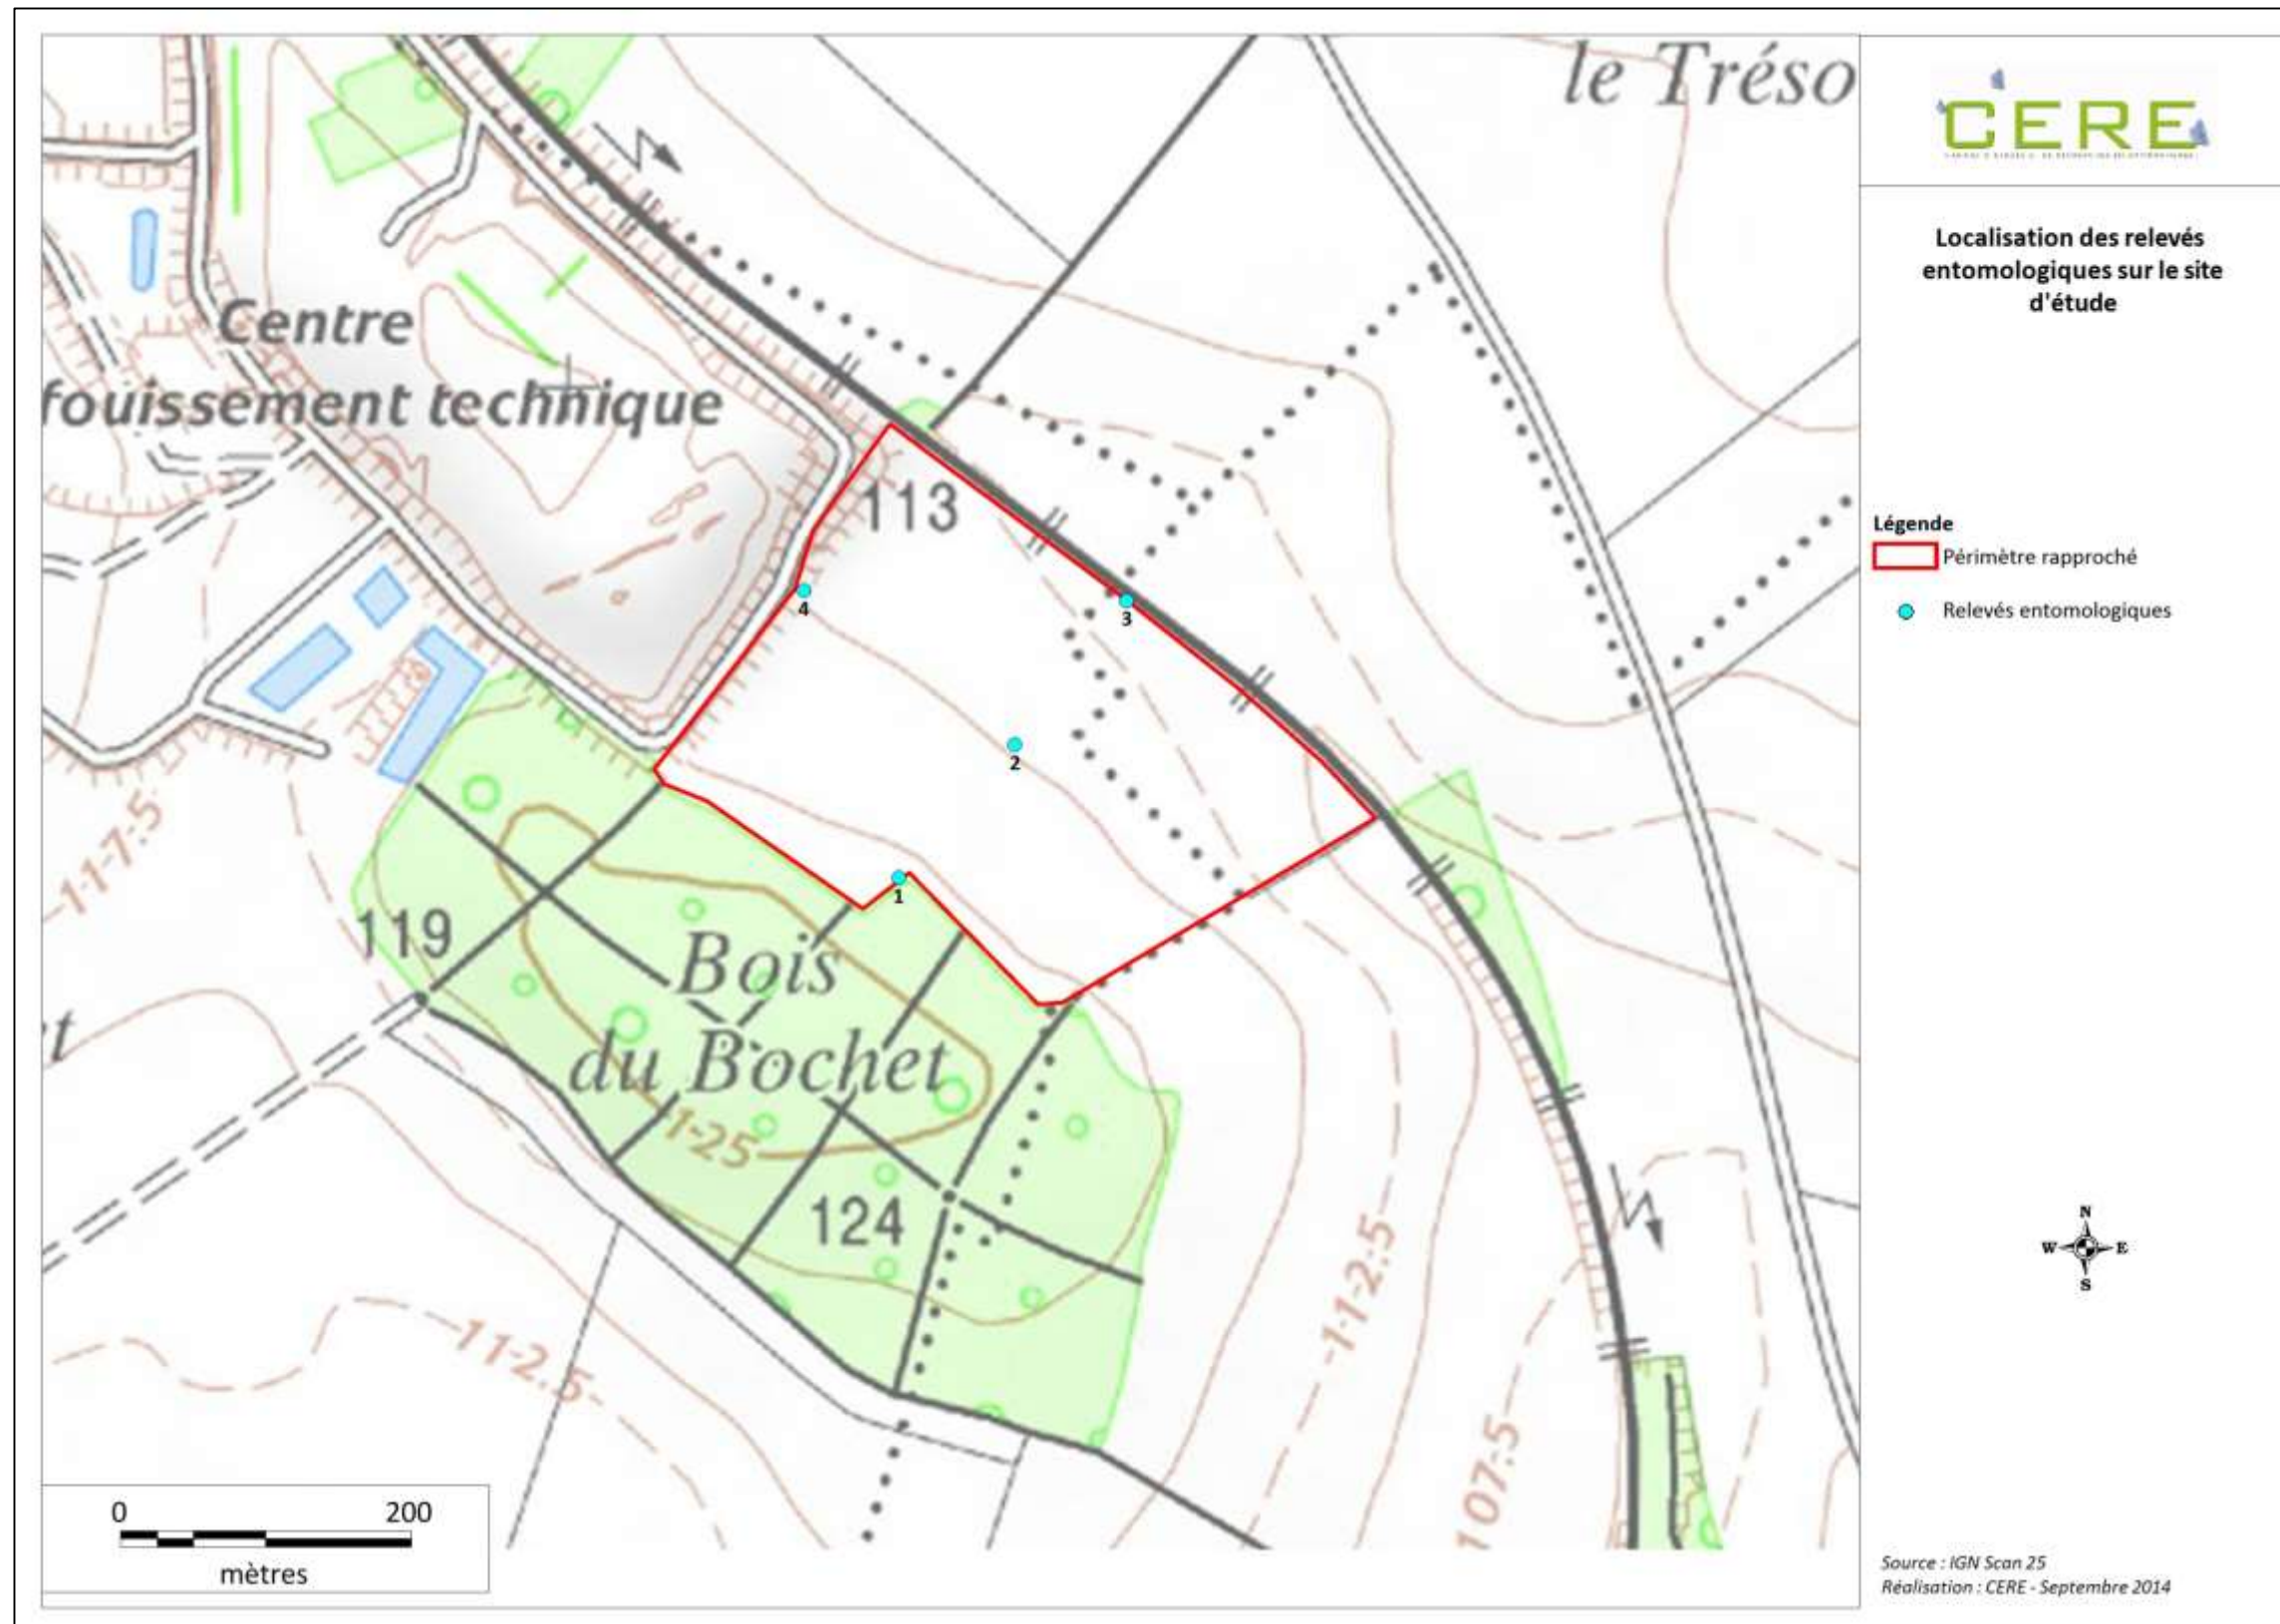 le Tréso
CERE
Localisation des relevés
entomologiques sur le site
d'étude
Centre
fouissement technique
113
Légende
Périmètre rapproché
4
3
Relevés entomologiques
2
11-7.5
1
119
Bois
t
du Bochet
1-25
124
N
W E
S
11-2.5
11-2.5
107.5
0 200
mètres
Source : IGN Scan 25
Réalisation : CERE - Septembre 2014